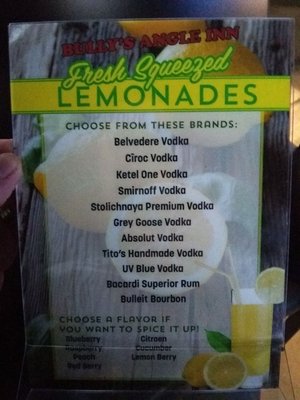 BULLY'S ANGLE INN
Fresh Squeezed
LEMONADES
CHOOSE FROM THESE BRANDS:
Belvedere Vodka
Cîroc Vodka
Ketel One Vodka
Smirnoff Vodka
Stolichnaya Premium Vodka
Grey Goose Vodka
Absolut Vodka
Tito's Handmade Vodka
UV Blue Vodka
Bacardi Superior Rum
Bulleit Bourbon
CHOOSE A FLAVOR IF
YOU WANT TO SPICE IT UP!
Blueberry Citroen
Raspberry Cucumber
Peach Lemon Berry
Red Berry